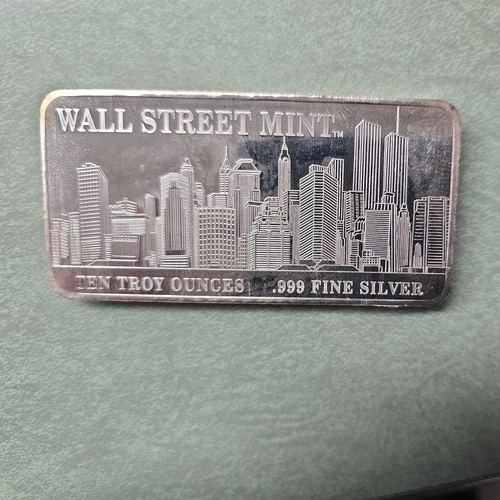 WALL STREET MINT™
TEN TROY OUNCES .999 FINE SILVER